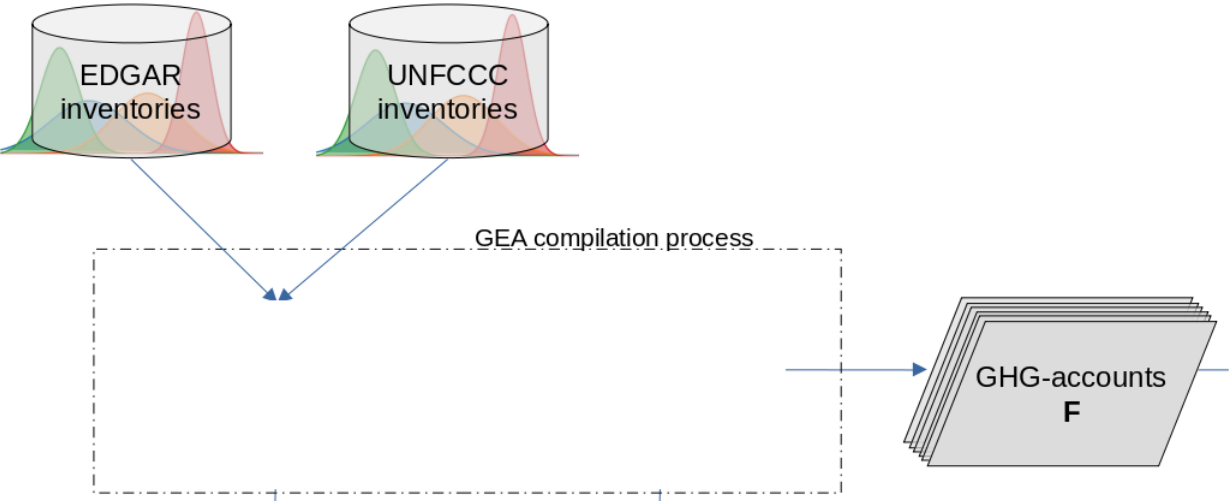 EDGAR
inventories
UNFCCC
inventories
GEA compilation process
GHG-accounts
F